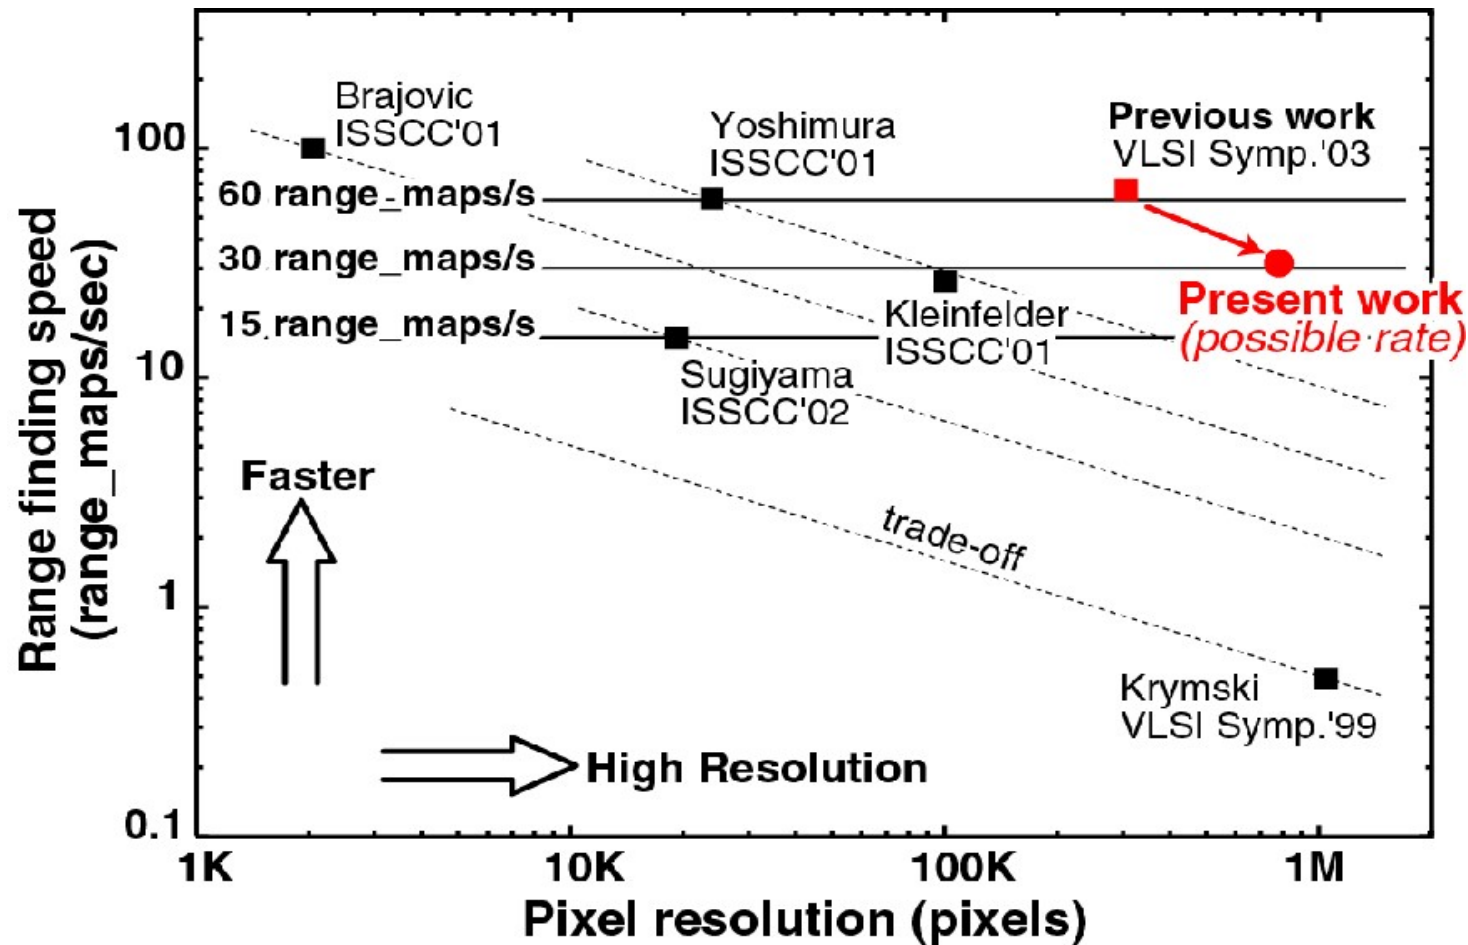 Brajovic
ISSCC'01
Yoshimura
ISSCC'01
Previous work
VLSI Symp.'03
100
60 range_maps/s
30 range_maps/s
15 range_maps/s
Kleinfelder
ISSCC'01
Present work
(possible rate)
10
Sugiyama
ISSCC'02
Range finding speed
(range_maps/sec)
Faster
trade-off
1
Krymski
VLSI Symp.'99
High Resolution
0.1
1K
10K
100K
1M
Pixel resolution (pixels)